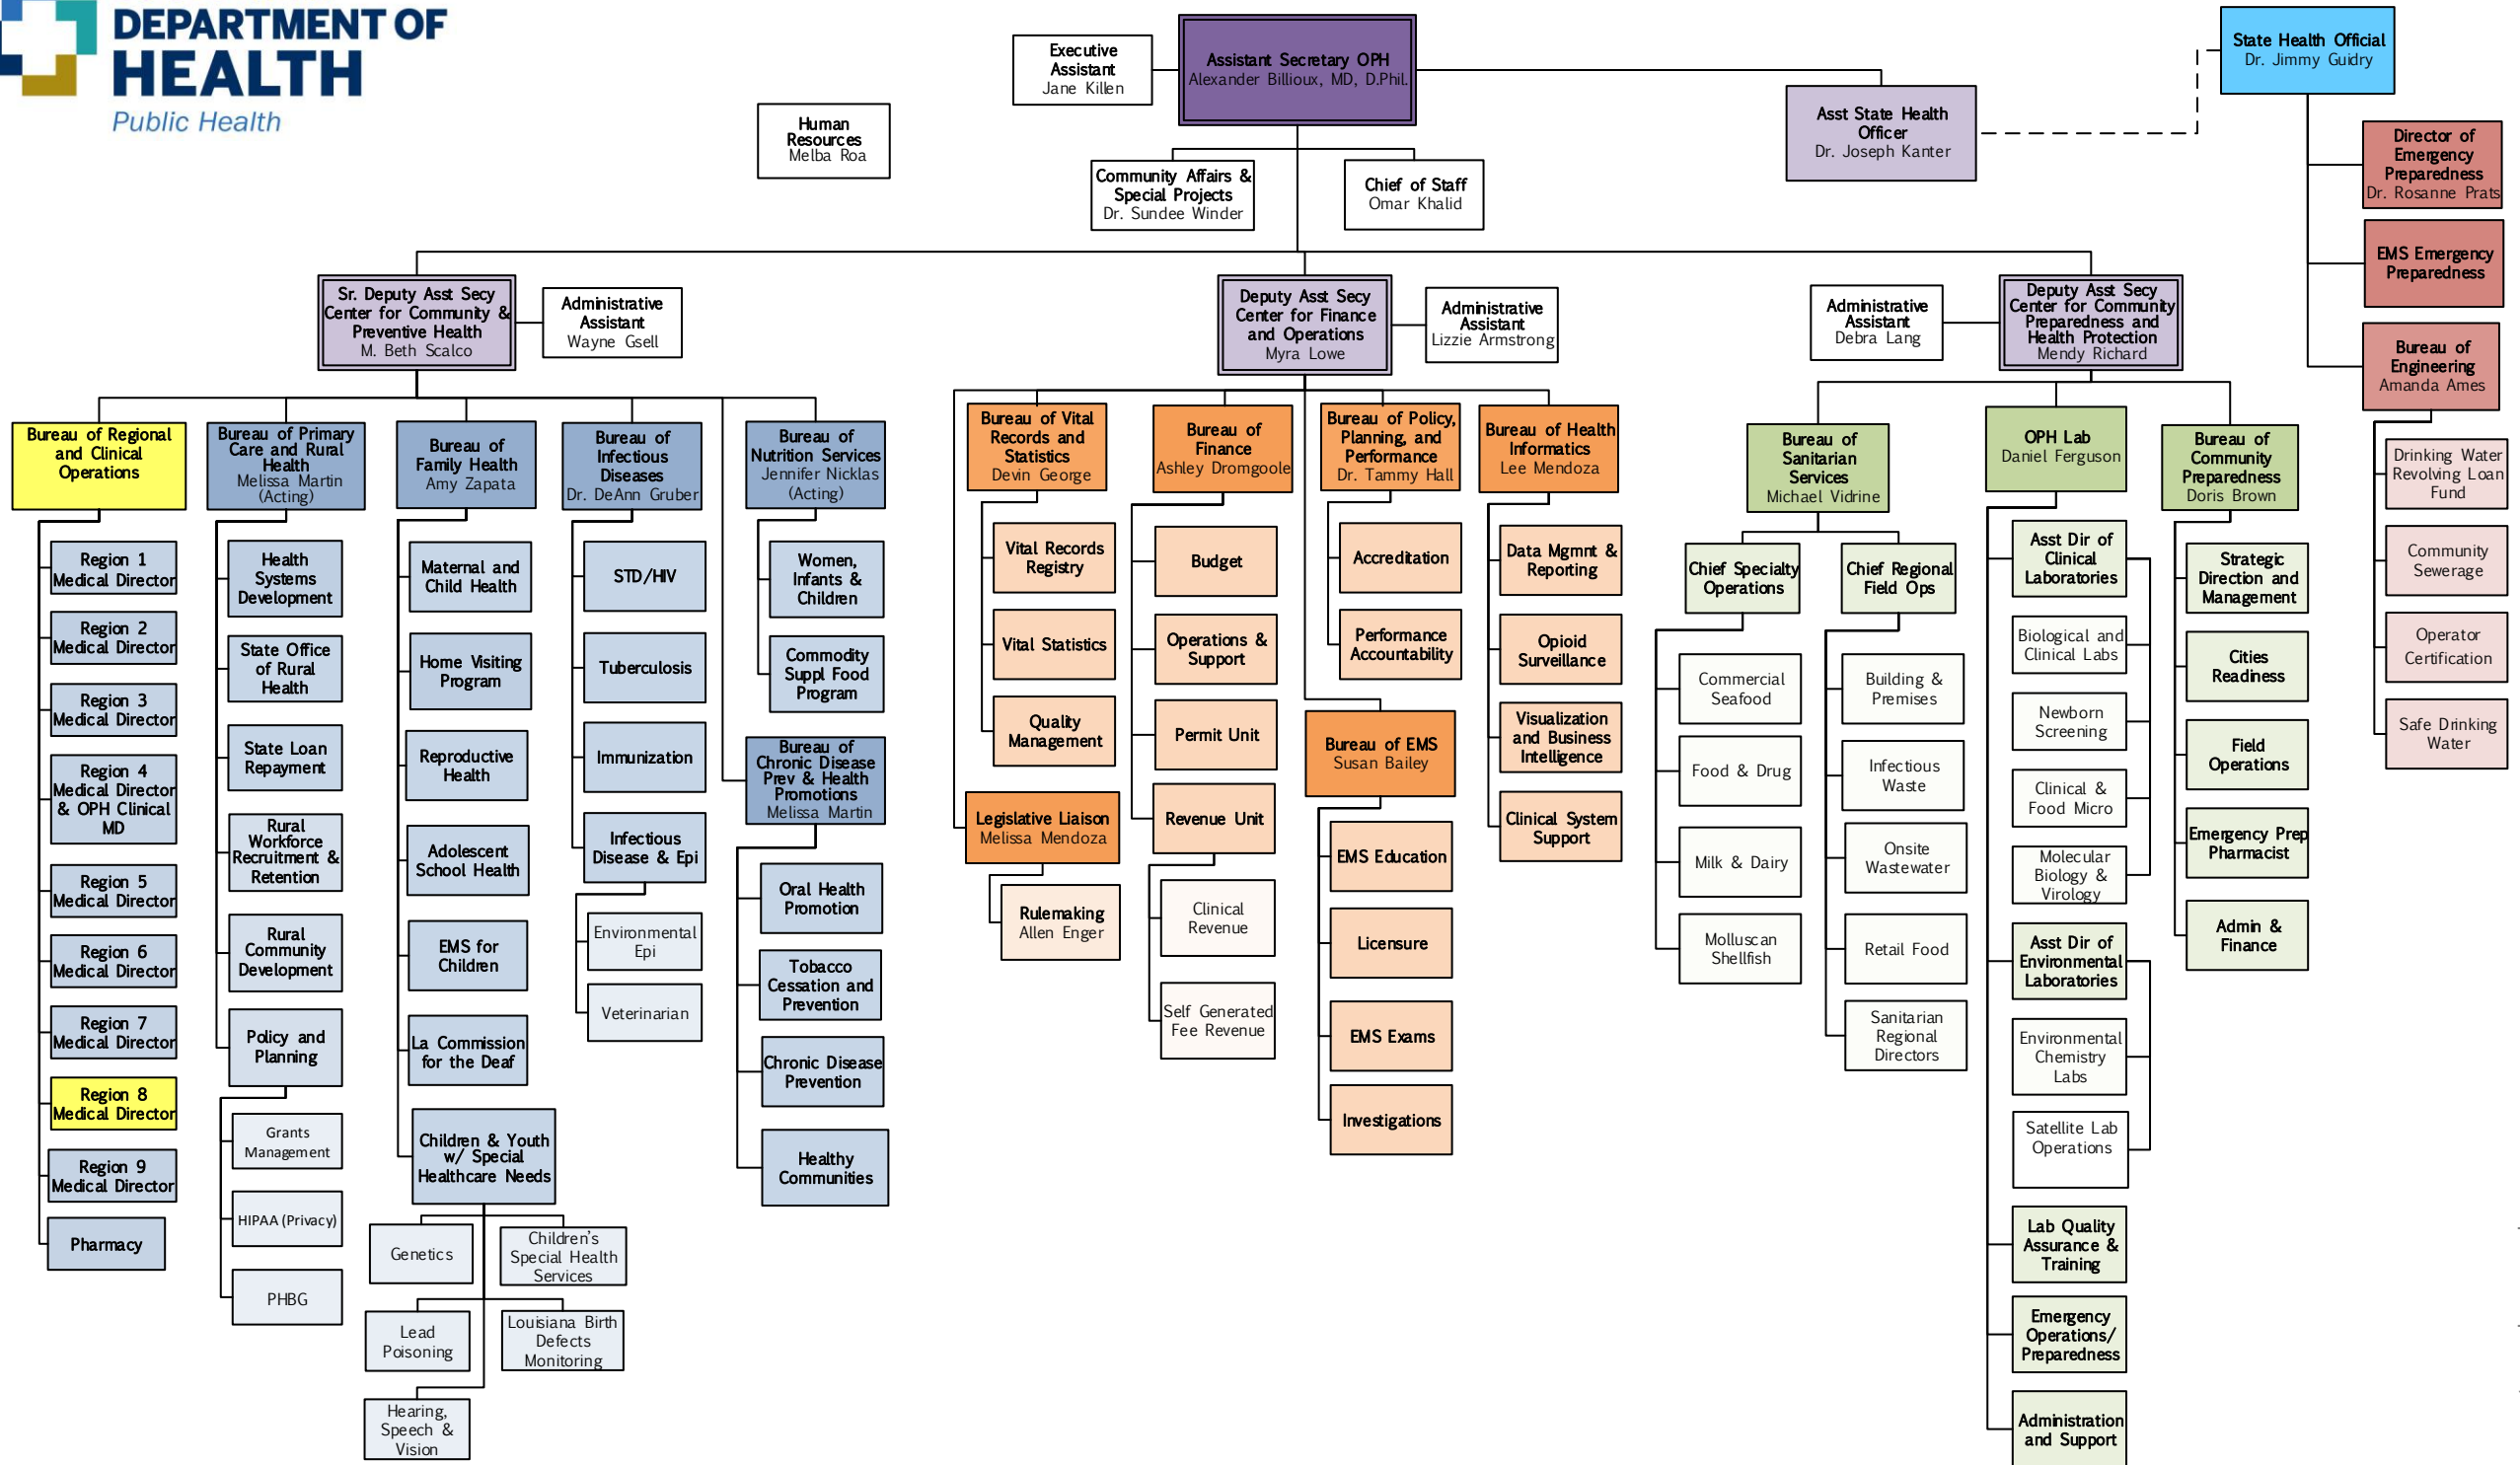 DEPARTMENT OF
HEALTH
Public Health
Executive
Assistant
Jane Killen
Assistant Secretary OPH
Alexander Billioux, MD, D.Phil.
State Health Official
Dr. Jimmy Guidry
Human
Resources
Melba Roa
Asst State Health
Officer
Dr. Joseph Kanter
Community Affairs &
Special Projects
Dr. Sundee Winder
Chief of Staff
Omar Khalid
Director of
Emergency
Preparedness
Dr. Rosanne Prats
EMS Emergency
Preparedness
Bureau of
Engineering
Amanda Ames
Drinking Water
Revolving Loan
Fund
Community
Sewerage
Operator
Certification
Safe Drinking
Water
Sr. Deputy Asst Secy
Center for Community &
Preventive Health
M. Beth Scalco
Administrative
Assistant
Wayne Gsell
Deputy Asst Secy
Center for Finance
and Operations
Myra Lowe
Administrative
Assistant
Lizzie Armstrong
Administrative
Assistant
Debra Lang
Deputy Asst Secy
Center for Community
Preparedness and
Health Protection
Mendy Richard
Bureau of Regional
and Clinical
Operations
Region 1
Medical Director
Region 2
Medical Director
Region 3
Medical Director
Region 4
Medical Director
& OPH Clinical
MD
Region 5
Medical Director
Region 6
Medical Director
Region 7
Medical Director
Region 8
Medical Director
Region 9
Medical Director
Pharmacy
Bureau of Primary
Care and Rural
Health
Melissa Martin
(Acting)
Health
Systems
Development
State Office
of Rural
Health
State Loan
Repayment
Rural
Workforce
Recruitment &
Retention
Rural
Community
Development
Policy and
Planning
Grants
Management
HIPAA (Privacy)
PHBG
Bureau of
Family Health
Amy Zapata
Maternal and
Child Health
Home Visiting
Program
Reproductive
Health
Adolescent
School Health
EMS for
Children
La Commission
for the Deaf
Children & Youth
w/ Special
Healthcare Needs
Genetics
Children's
Special Health
Services
Lead
Poisoning
Louisiana Birth
Defects
Monitoring
Hearing,
Speech &
Vision
Bureau of
Infectious
Diseases
Dr. DeAnn Gruber
STD/HIV
Tuberculosis
Immunization
Infectious
Disease & Epi
Environmental
Epi
Veterinarian
Bureau of
Nutrition Services
Jennifer Nicklas
(Acting)
Women,
Infants &
Children
Commodity
Suppl Food
Program
Bureau of
Chronic Disease
Prev & Health
Promotions
Melissa Martin
Oral Health
Promotion
Tobacco
Cessation and
Prevention
Chronic Disease
Prevention
Healthy
Communities
Bureau of Vital
Records and
Statistics
Devin George
Vital Records
Registry
Vital Statistics
Quality
Management
Legislative Liaison
Melissa Mendoza
Rulemaking
Allen Enger
Bureau of
Finance
Ashley Dromgoole
Budget
Operations &
Support
Permit Unit
Revenue Unit
Clinical
Revenue
Self Generated
Fee Revenue
Bureau of Policy,
Planning, and
Performance
Dr. Tammy Hall
Accreditation
Performance
Accountability
Bureau of EMS
Susan Bailey
EMS Education
Licensure
EMS Exams
Investigations
Bureau of Health
Informatics
Lee Mendoza
Data Mgmnt &
Reporting
Opioid
Surveillance
Visualization
and Business
Intelligence
Clinical System
Support
Bureau of
Sanitarian
Services
Michael Vidrine
Chief Specialty
Operations
Commercial
Seafood
Food & Drug
Milk & Dairy
Molluscan
Shellfish
Chief Regional
Field Ops
Building &
Premises
Infectious
Waste
Onsite
Wastewater
Retail Food
Sanitarian
Regional
Directors
OPH Lab
Daniel Ferguson
Asst Dir of
Clinical
Laboratories
Biological and
Clinical Labs
Newborn
Screening
Clinical &
Food Micro
Molecular
Biology &
Virology
Asst Dir of
Environmental
Laboratories
Environmental
Chemistry
Labs
Satellite Lab
Operations
Lab Quality
Assurance &
Training
Emergency
Operations/
Preparedness
Administration
and Support
Bureau of
Community
Preparedness
Doris Brown
Strategic
Direction and
Management
Cities
Readiness
Field
Operations
Emergency Prep
Pharmacist
Admin &
Finance